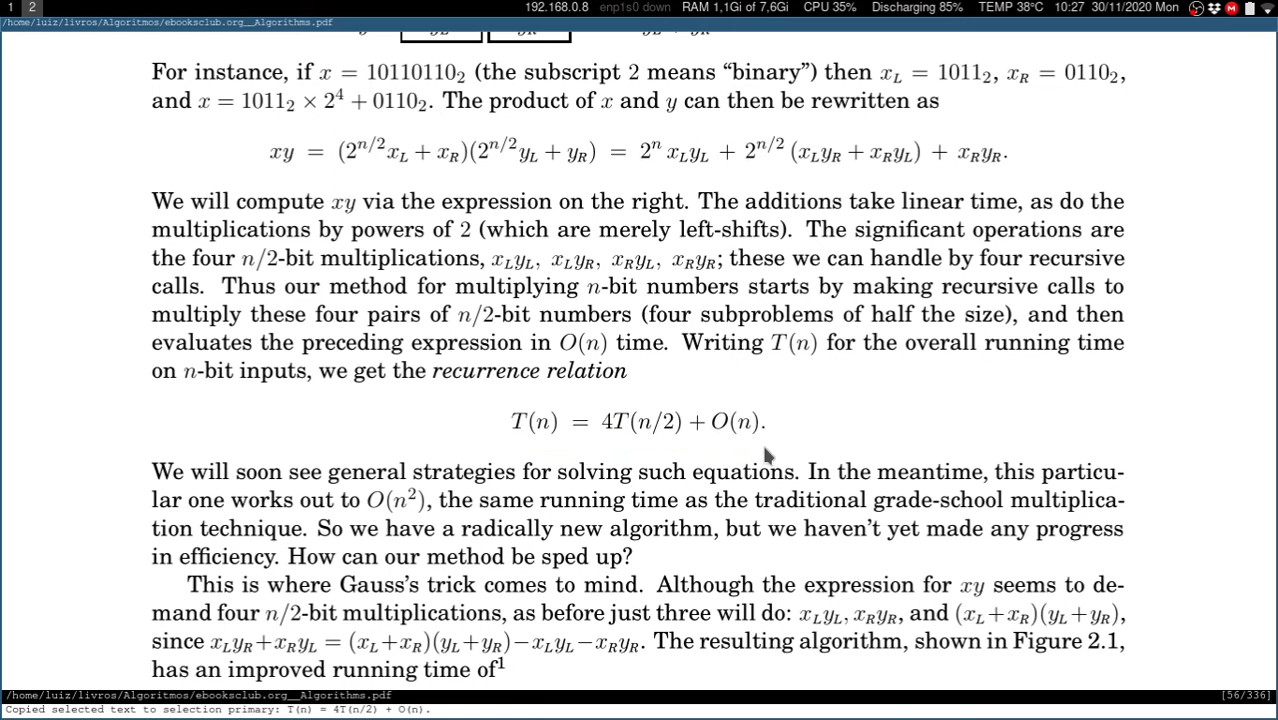 1 2 192.168.0.8 enp1s0 down RAM 1,1Gi of 7,6Gi CPU 35% Discharging 85% TEMP 38°C 10:27 30/11/2020 Mon
/home/luiz/livros/Algoritmos/ebooksclub.org__Algorithms.pdf
For instance, if x = 10110110₂ (the subscript 2 means “binary”) then x_L = 1011₂, x_R = 0110₂,
and x = 1011₂ × 2⁴ + 0110₂. The product of x and y can then be rewritten as
xy = (2^{n/2}x_L + x_R)(2^{n/2}y_L + y_R) = 2^n x_Ly_L + 2^{n/2} (x_Ly_R + x_Ry_L) + x_Ry_R.
We will compute xy via the expression on the right. The additions take linear time, as do the
multiplications by powers of 2 (which are merely left-shifts). The significant operations are
the four n/2-bit multiplications, x_Ly_L, x_Ly_R, x_Ry_L, x_Ry_R; these we can handle by four recursive
calls. Thus our method for multiplying n-bit numbers starts by making recursive calls to
multiply these four pairs of n/2-bit numbers (four subproblems of half the size), and then
evaluates the preceding expression in O(n) time. Writing T(n) for the overall running time
on n-bit inputs, we get the recurrence relation
T(n) = 4T(n/2) + O(n).
We will soon see general strategies for solving such equations. In the meantime, this particu-
lar one works out to O(n²), the same running time as the traditional grade-school multiplica-
tion technique. So we have a radically new algorithm, but we haven’t yet made any progress
in efficiency. How can our method be sped up?
This is where Gauss’s trick comes to mind. Although the expression for xy seems to de-
mand four n/2-bit multiplications, as before just three will do: x_Ly_L, x_Ry_R, and (x_L+x_R)(y_L+y_R),
since x_Ly_R+x_Ry_L = (x_L+x_R)(y_L+y_R)−x_Ly_L−x_Ry_R. The resulting algorithm, shown in Figure 2.1,
has an improved running time of¹
/home/luiz/livros/Algoritmos/ebooksclub.org__Algorithms.pdf [56/336]
Copied selected text to selection primary: T(n) = 4T(n/2) + O(n).